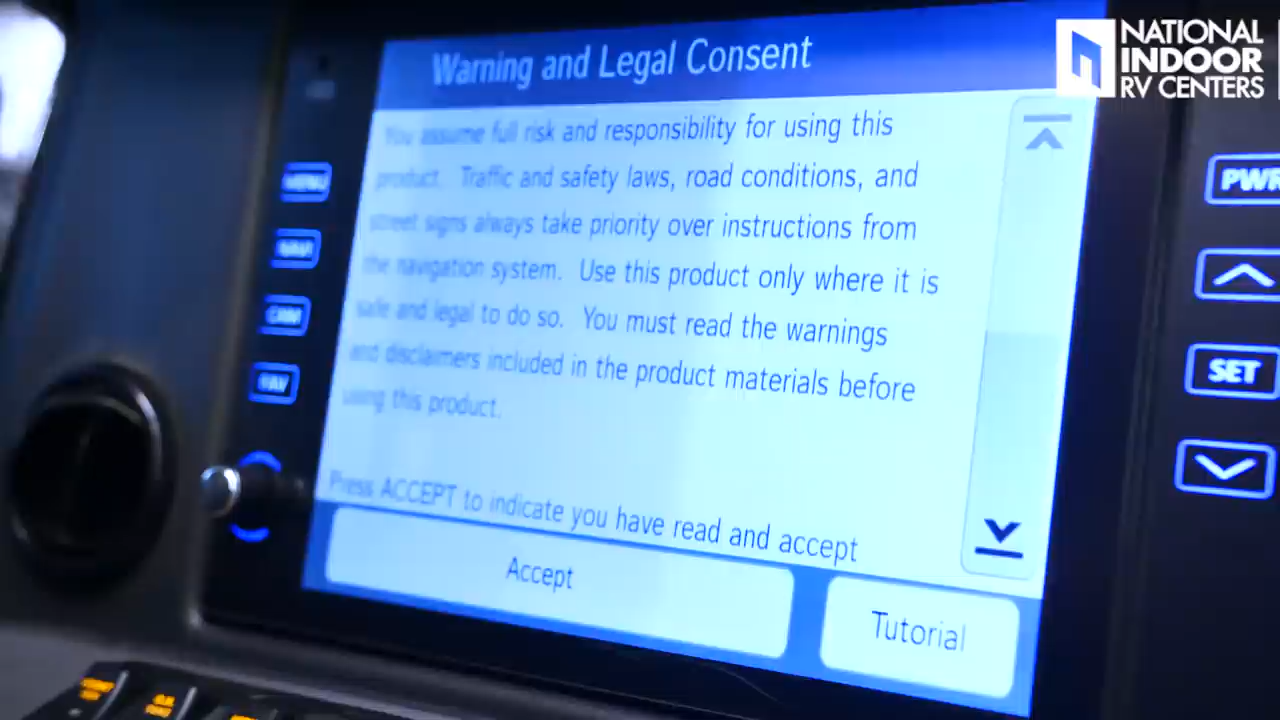 NATIONAL
INDOOR
RV CENTERS
Warning and Legal Consent
You assume full risk and responsibility for using this
product. Traffic and safety laws, road conditions, and
street signs always take priority over instructions from
the navigation system. Use this product only where it is
safe and legal to do so. You must read the warnings
and disclaimers included in the product materials before
using this product.
Press ACCEPT to indicate you have read and accept
Accept
Tutorial
MENU
NAV
CAM
FAV
PWR
SET